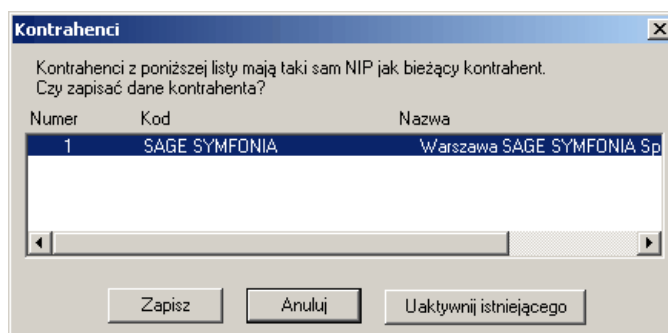 Kontrahenci
Kontrahenci z poniższej listy mają taki sam NIP jak bieżący kontrahent.
Czy zapisać dane kontrahenta?
Numer Kod Nazwa
1 SAGE SYMFONIA Warszawa SAGE SYMFONIA Sp
Zapisz Anuluj Uaktywnij istniejącego